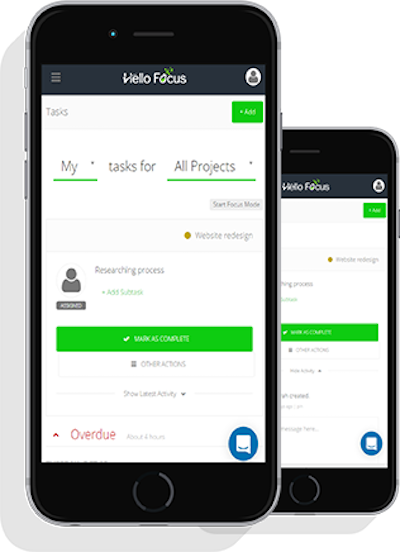 Hello Focus
Tasks
+ Add
My tasks for All Projects
Start Focus Mode
Website redesign
Researching process
+ Add Subtask
ASSIGNED
MARK AS COMPLETE
OTHER ACTIONS
Show Latest Activity
Overdue About 4 hours
Hello Focus
+ Add
Website redesign
ching process
Subtask
MARK AS COMPLETE
OTHER ACTIONS
Hide Activity
created.
message here...